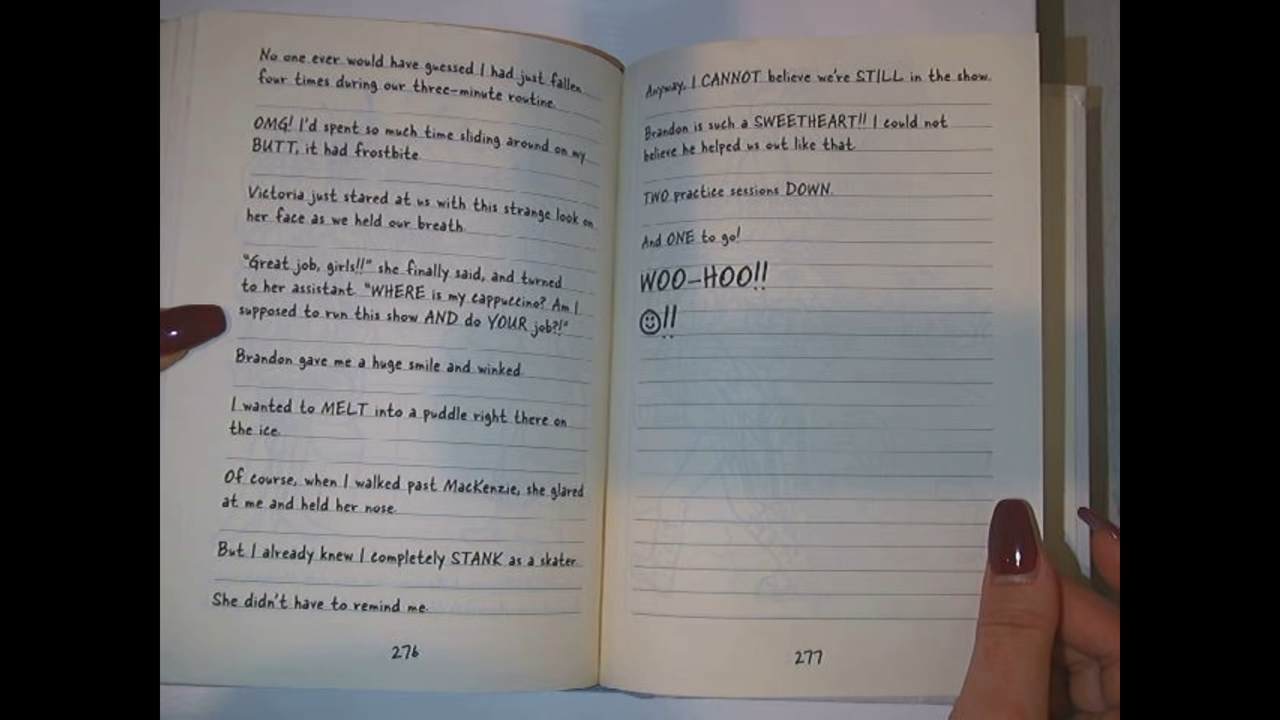 No one ever would have guessed I had just fallen
four times during our three-minute routine.
OMG! I'd spent so much time sliding around on my
BUTT, it had frostbite.
Victoria just stared at us with this strange look on
her face as we held our breath.
"Great job, girls!!" she finally said, and turned
to her assistant. "WHERE is my cappuccino? Am I
supposed to run this show AND do YOUR job?!"
Brandon gave me a huge smile and winked.
I wanted to MELT into a puddle right there on
the ice.
Of course, when I walked past MacKenzie, she glared
at me and held her nose.
But I already knew I completely STANK as a skater.
She didn't have to remind me.
276
Anyway, I CANNOT believe we're STILL in the show.
Brandon is such a SWEETHEART!! I could not
believe he helped us out like that.
TWO practice sessions DOWN.
And ONE to go!
WOO-HOO!!
☺!!
277